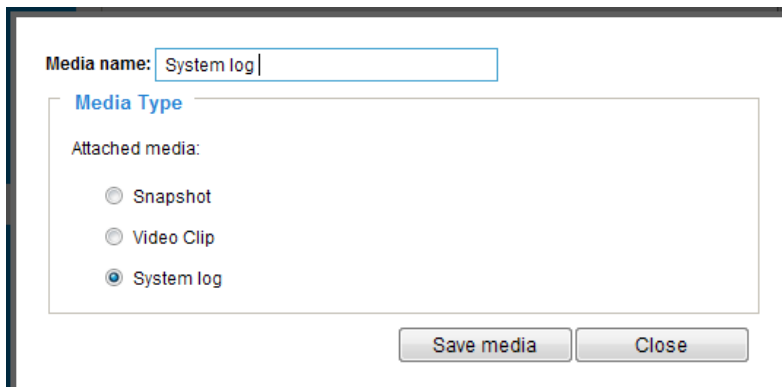 Media name: System log
Media Type
Attached media:
Snapshot
Video Clip
System log
Save media Close